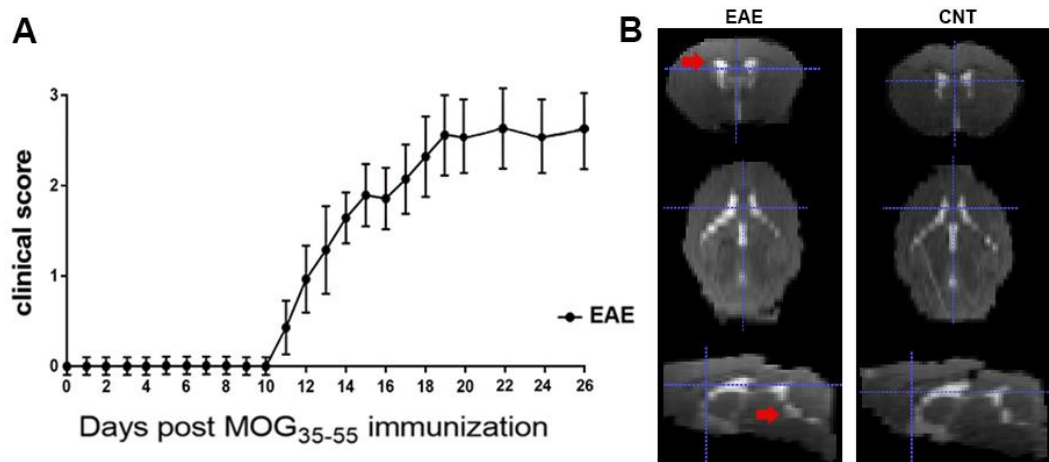 A
B
EAE
CNT
3
2
1
0
clinical score
EAE
0 2 4 6 8 10 12 14 16 18 20 22 24 26
Days post MOG35-55 immunization